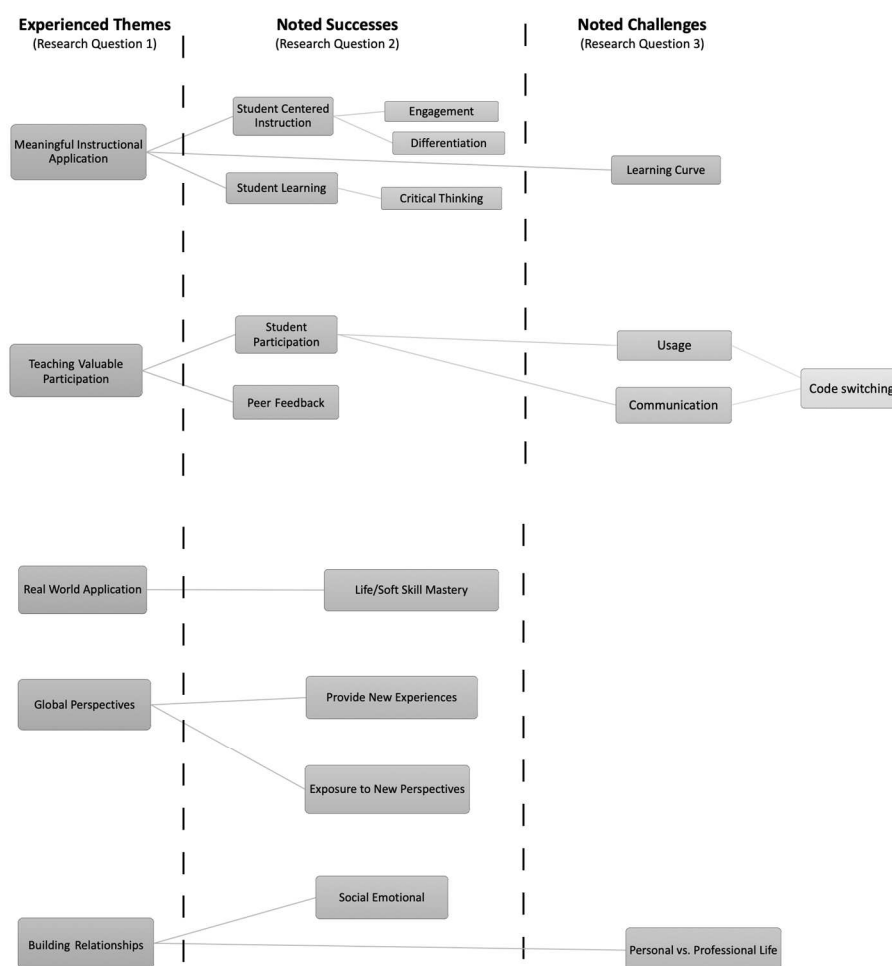 Experienced Themes
(Research Question 1)
Noted Successes
(Research Question 2)
Noted Challenges
(Research Question 3)
Meaningful Instructional
Application
Student Centered
Instruction
Engagement
Differentiation
Learning Curve
Student Learning
Critical Thinking
Teaching Valuable
Participation
Student
Participation
Peer Feedback
Usage
Communication
Code switching
Real World Application
Life/Soft Skill Mastery
Global Perspectives
Provide New Experiences
Exposure to New Perspectives
Building Relationships
Social Emotional
Personal vs. Professional Life